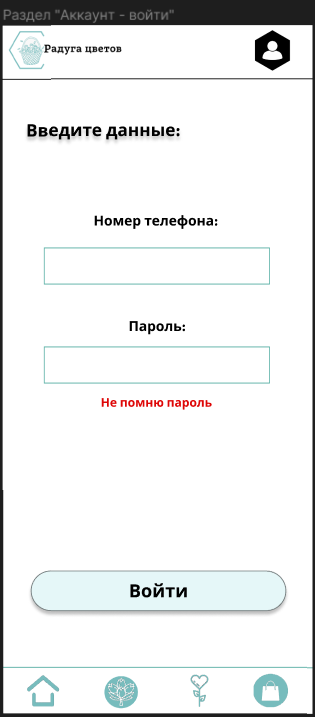 Раздел "Аккаунт - войти"
Радуга цветов
Введите данные:
Номер телефона:
Пароль:
Не помню пароль
Войти